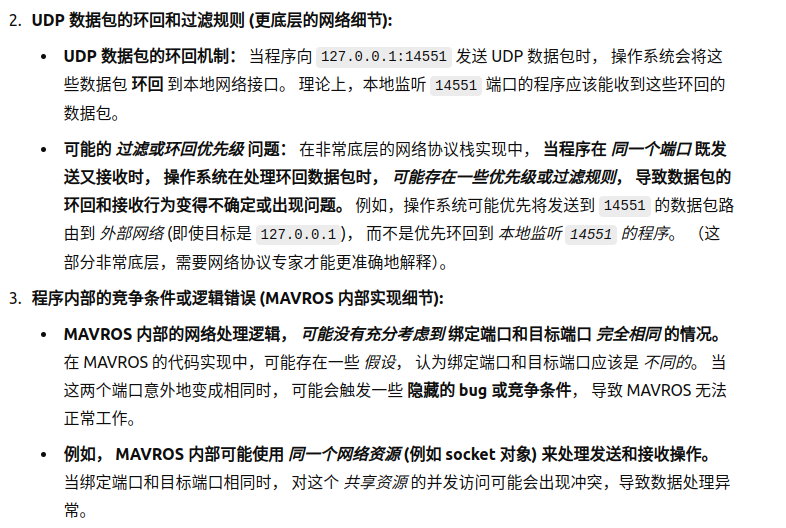 2. UDP 数据包的环回和过滤规则 (更底层的网络细节):
• UDP 数据包的环回机制： 当程序向 127.0.0.1:14551 发送 UDP 数据包时， 操作系统会将这
些数据包 环回 到本地网络接口。 理论上，本地监听 14551 端口的程序应该能收到这些环回的
数据包。
• 可能的 过滤或环回优先级 问题： 在非常底层的网络协议栈实现中， 当程序在 同一个端口 既发
送又接收时， 操作系统在处理环回数据包时， 可能存在一些优先级或过滤规则， 导致数据包的
环回和接收行为变得不确定或出现问题。 例如，操作系统可能优先将发送到 14551 的数据包路
由到 外部网络 (即使目标是 127.0.0.1 )， 而不是优先环回到 本地监听 14551 的程序。 （这
部分非常底层，需要网络协议专家才能更准确地解释）。
3. 程序内部的竞争条件或逻辑错误 (MAVROS 内部实现细节):
• MAVROS 内部的网络处理逻辑， 可能没有充分考虑到 绑定端口和目标端口 完全相同 的情况。
在 MAVROS 的代码实现中，可能存在一些 假设， 认为绑定端口和目标端口应该是 不同的。 当
这两个端口意外地变成相同时， 可能会触发一些 隐藏的 bug 或竞争条件， 导致 MAVROS 无法
正常工作。
• 例如， MAVROS 内部可能使用 同一个网络资源 (例如 socket 对象) 来处理发送和接收操作。
当绑定端口和目标端口相同时， 对这个 共享资源 的并发访问可能会出现冲突，导致数据处理异
常。